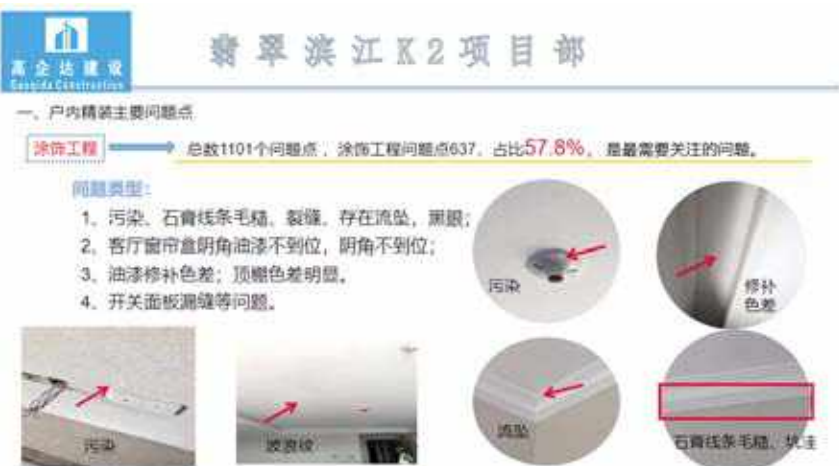 高企达建设
Gaoqida Construction
翡翠滨江K2项目部
一、户内精装主要问题点
涂饰工程
总数1101个问题点，涂饰工程问题点637，占比57.8%，是最需要关注的问题。
问题类型：
1、污染、石膏线条毛糙、裂缝、存在流坠，黑眼；
2、客厅窗帘盒阴角油漆不到位，阴角不到位；
3、油漆修补色差；顶棚色差明显。
4、开关面板漏缝等问题。
污染
修补
色差
污染
波浪纹
流坠
石膏线条毛糙、坑洼